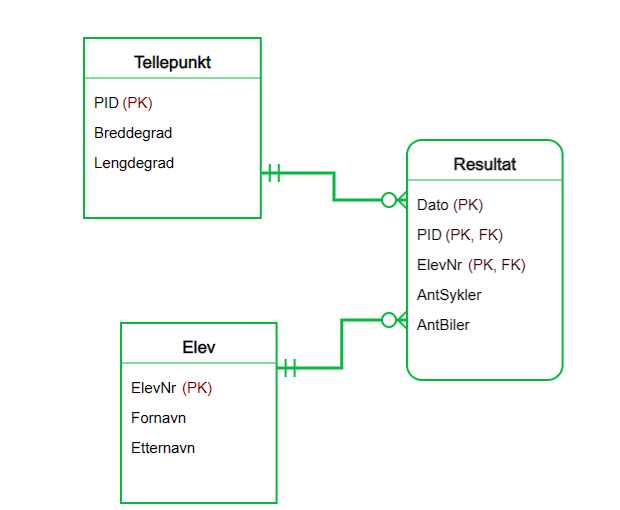 Tellepunkt
PID (PK)
Breddegrad
Lengdegrad
Resultat
Dato (PK)
PID (PK, FK)
ElevNr (PK, FK)
AntSykler
AntBiler
Elev
ElevNr (PK)
Fornavn
Etternavn